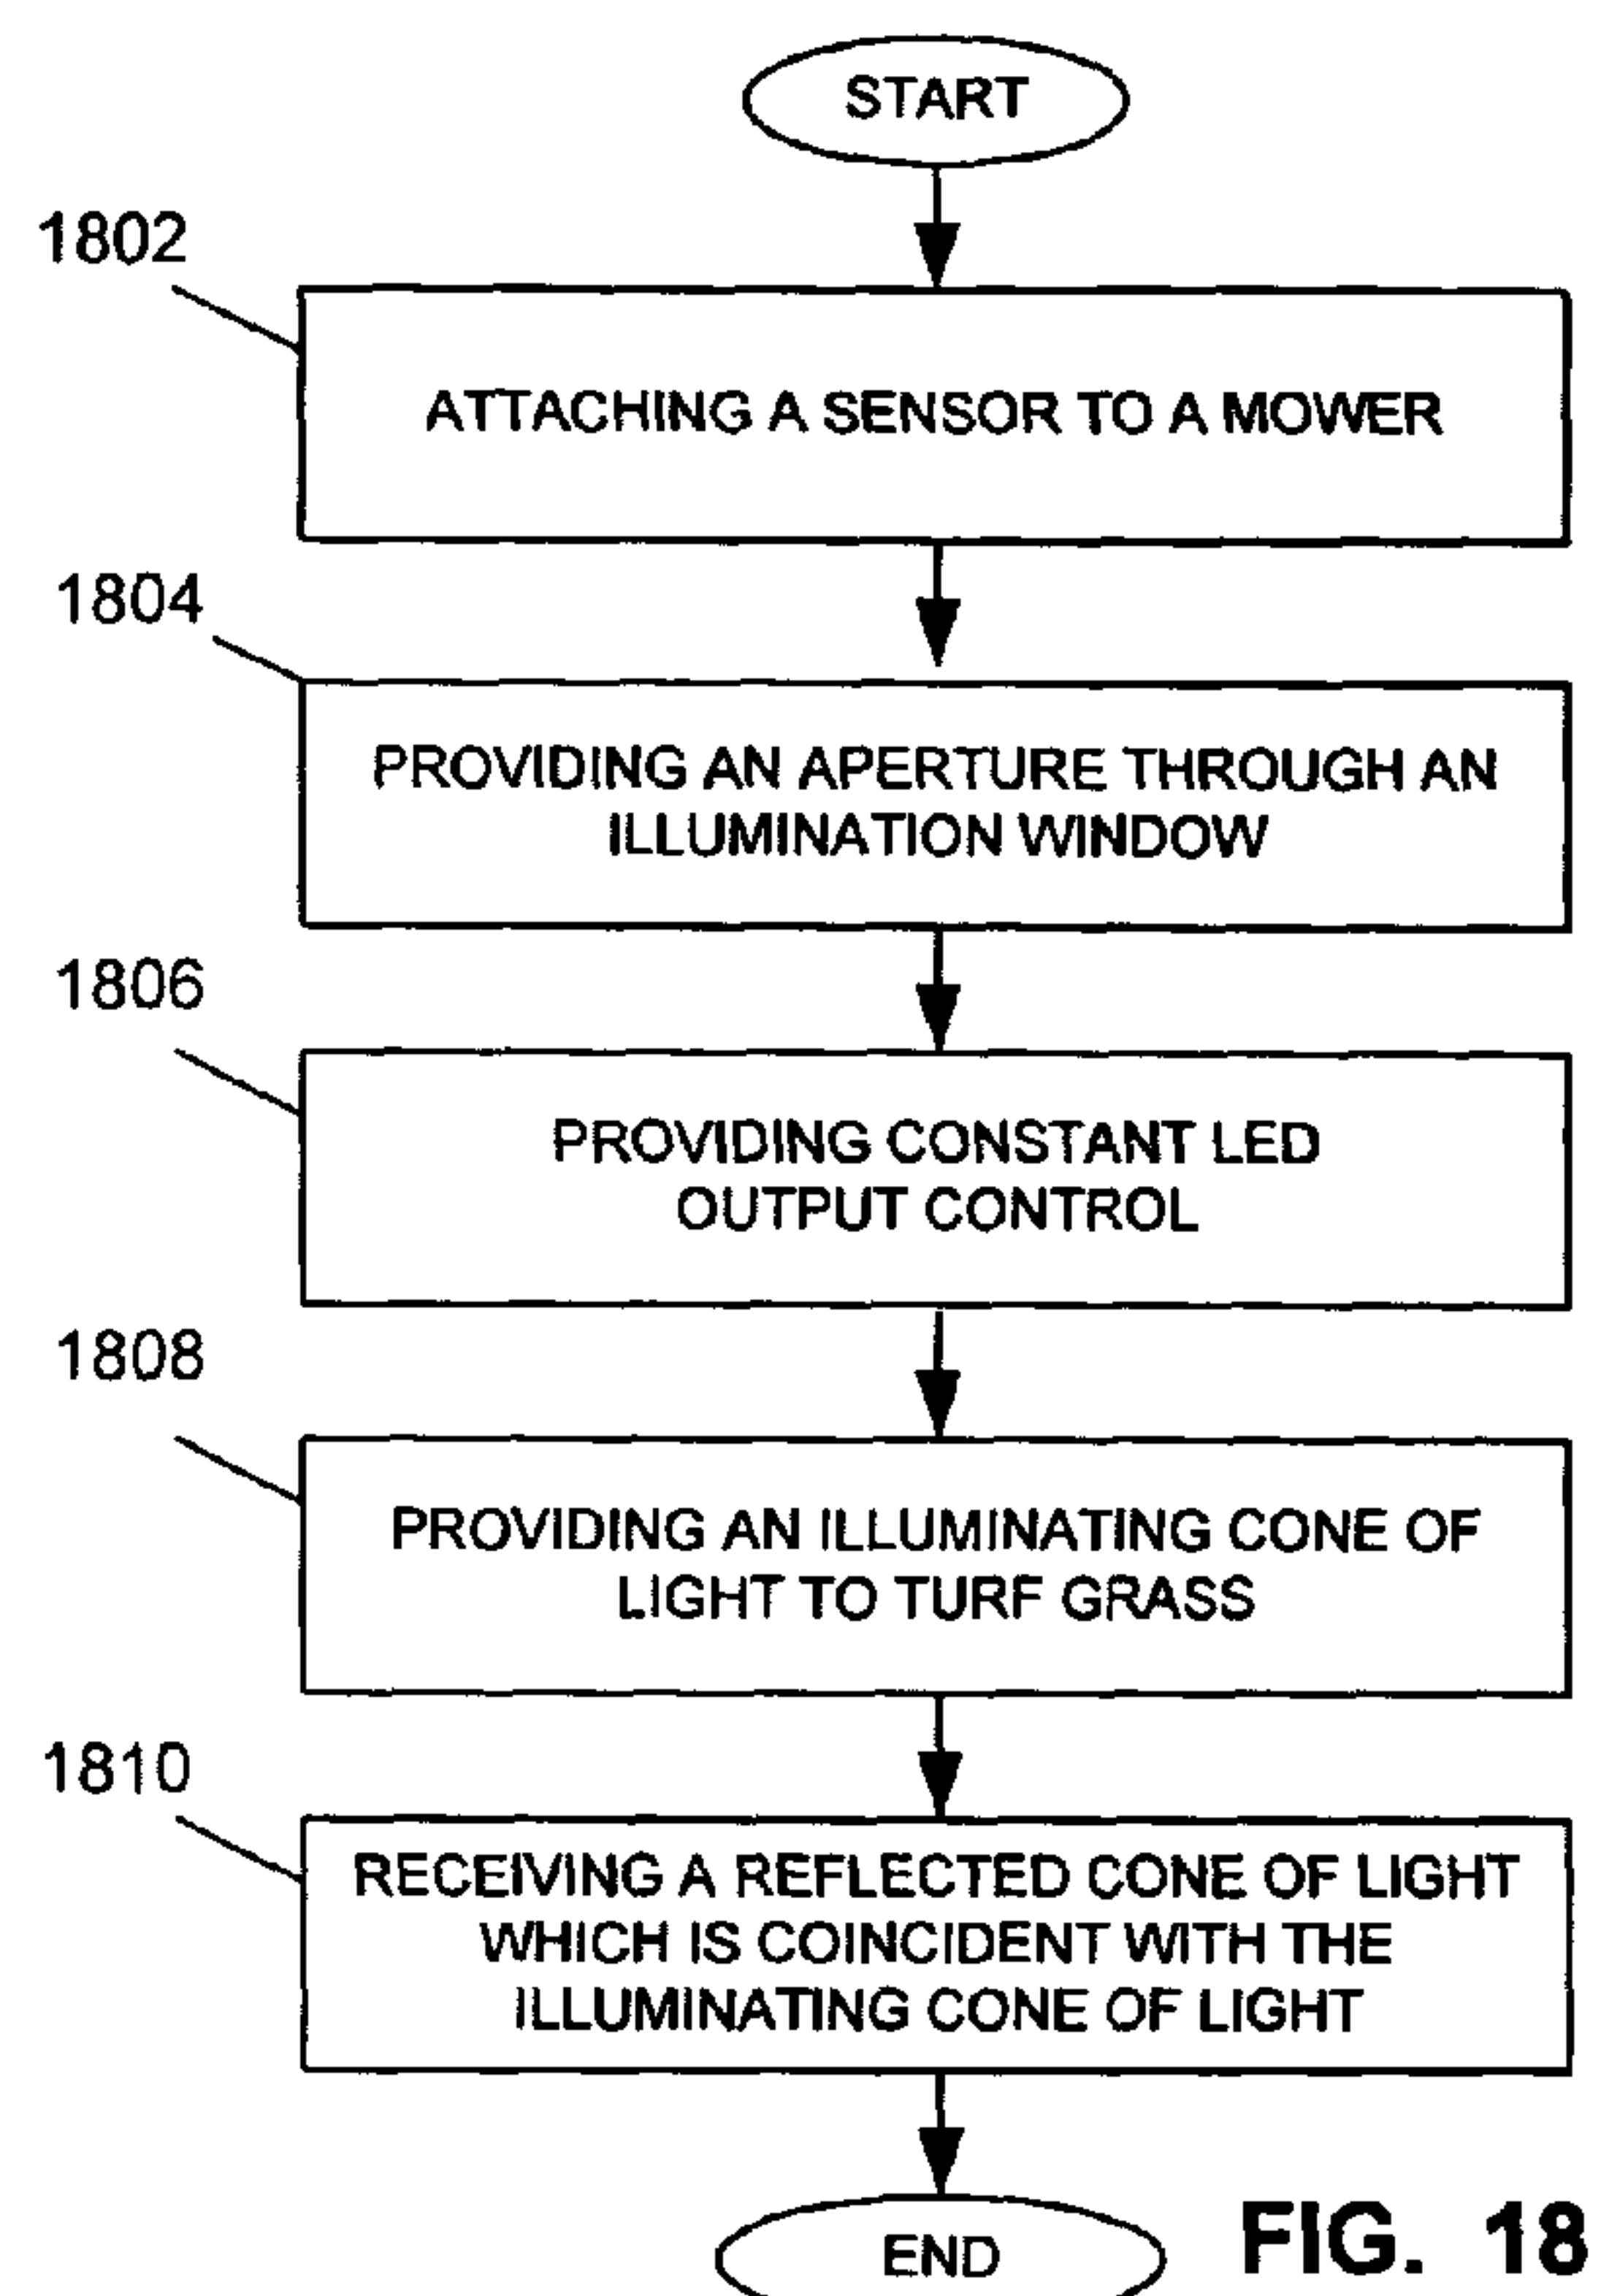 START
1802
ATTACHING A SENSOR TO A MOWER
1804
PROVIDING AN APERTURE THROUGH AN
ILLUMINATION WINDOW
1806
PROVIDING CONSTANT LED
OUTPUT CONTROL
1808
PROVIDING AN ILLUMINATING CONE OF
LIGHT TO TURF GRASS
1810
RECEIVING A REFLECTED CONE OF LIGHT
WHICH IS COINCIDENT WITH THE
ILLUMINATING CONE OF LIGHT
END
FIG. 18